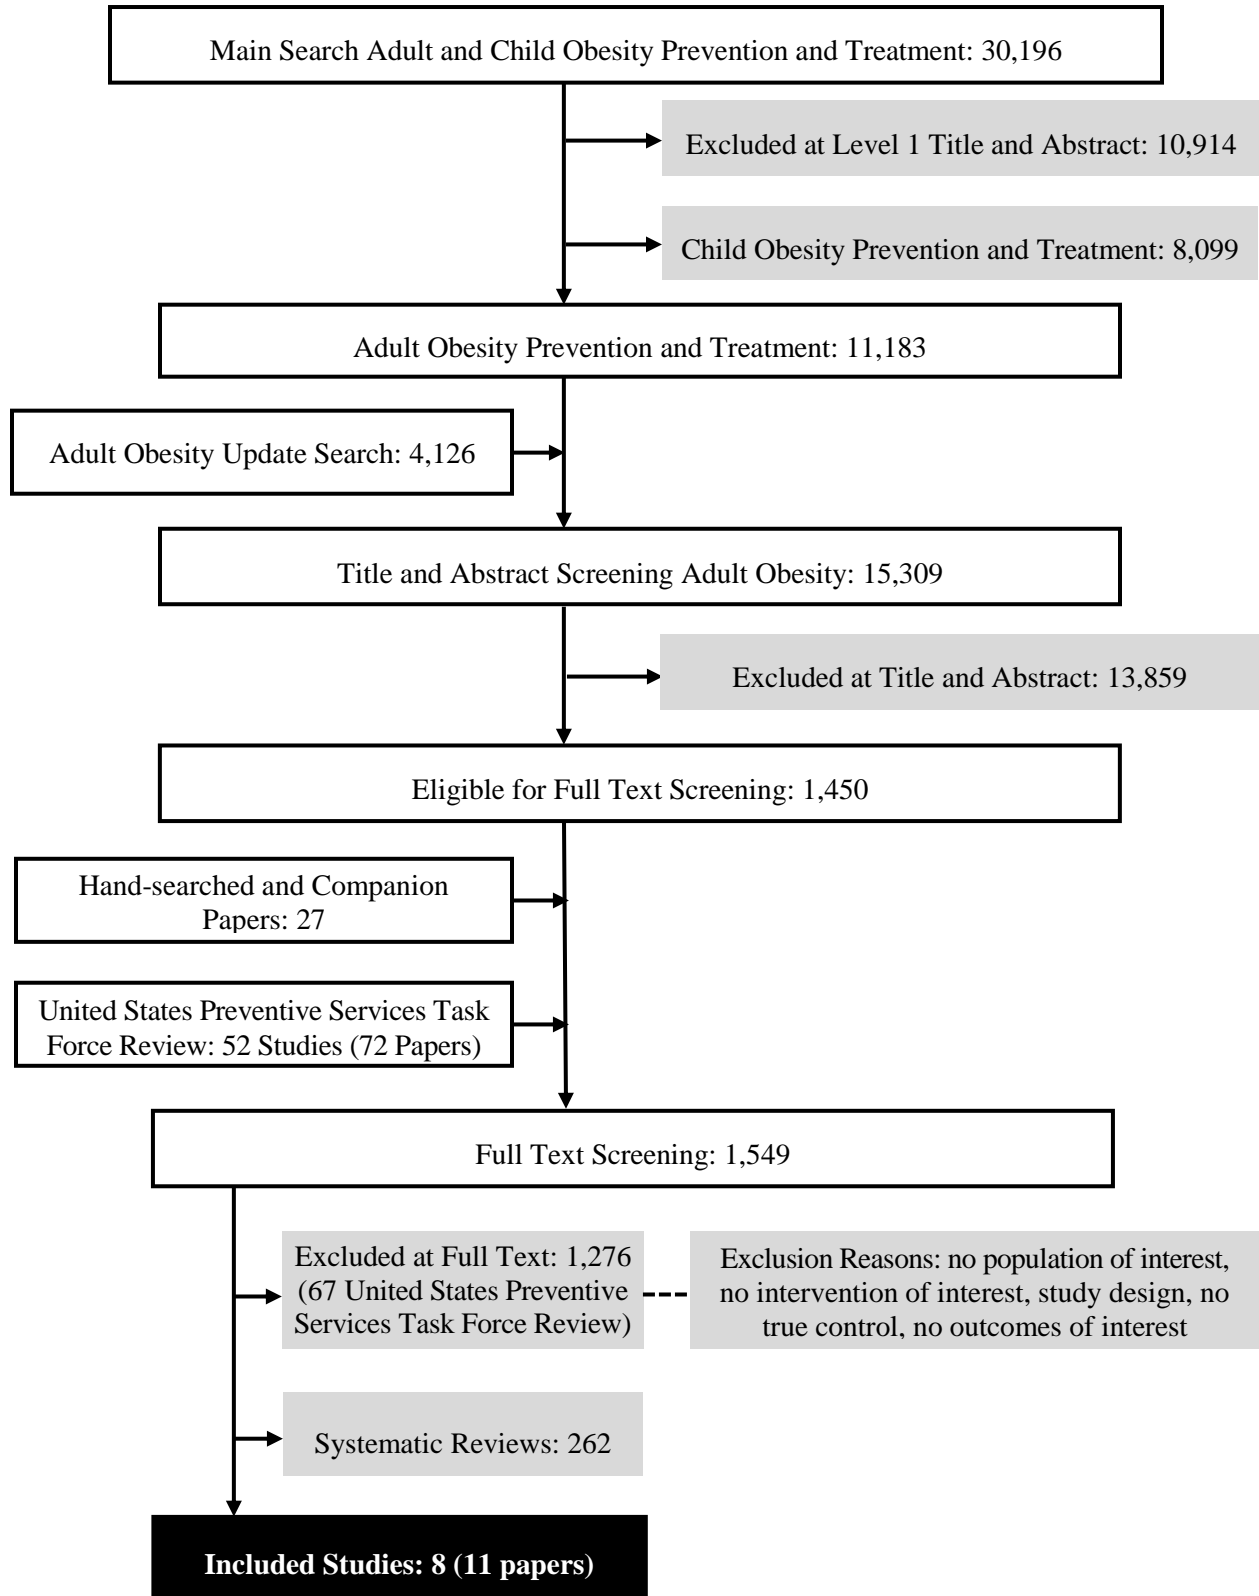 Main Search Adult and Child Obesity Prevention and Treatment: 30,196
Excluded at Level 1 Title and Abstract: 10,914
Child Obesity Prevention and Treatment: 8,099
Adult Obesity Prevention and Treatment: 11,183
Adult Obesity Update Search: 4,126
Title and Abstract Screening Adult Obesity: 15,309
Excluded at Title and Abstract: 13,859
Eligible for Full Text Screening: 1,450
Hand-searched and Companion
Papers: 27
United States Preventive Services Task
Force Review: 52 Studies (72 Papers)
Full Text Screening: 1,549
Excluded at Full Text: 1,276
(67 United States Preventive
Services Task Force Review)
Exclusion Reasons: no population of interest,
no intervention of interest, study design, no
true control, no outcomes of interest
Systematic Reviews: 262
Included Studies: 8 (11 papers)